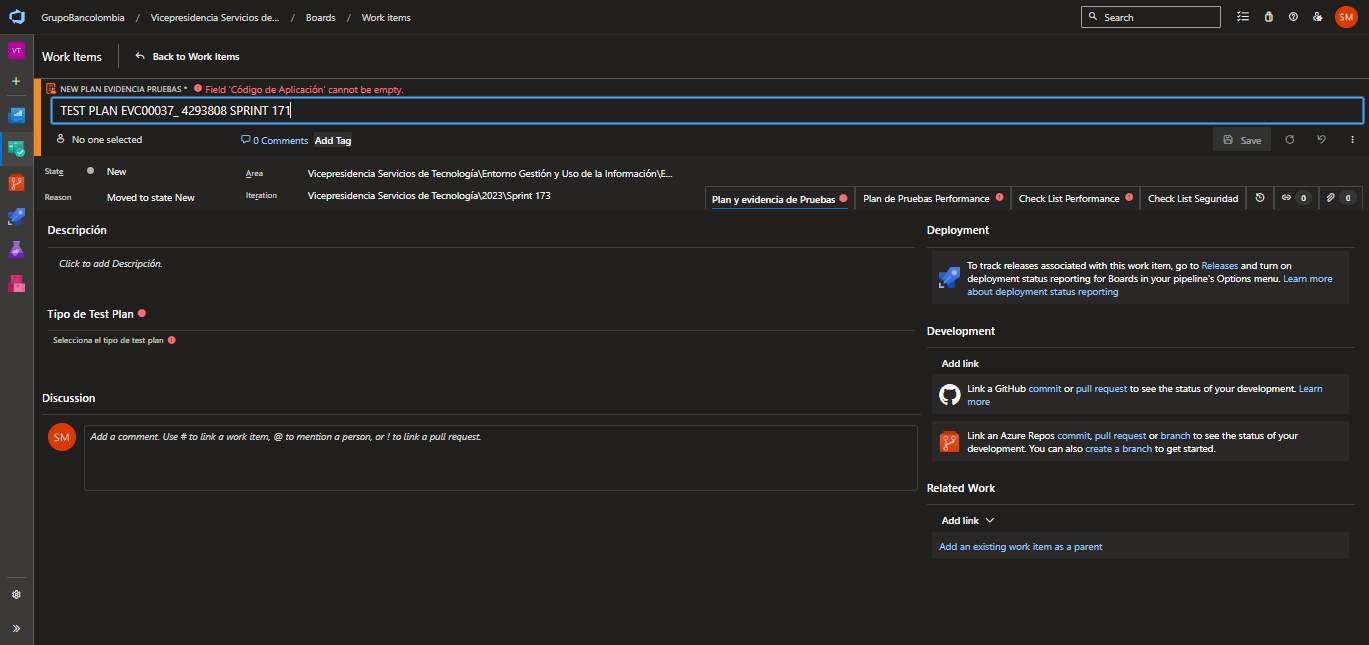 GrupoBancolombia / Vicepresidencia Servicios de... / Boards / Work items
Search
SM
VT
Work Items
Back to Work Items
NEW PLAN EVIDENCIA PRUEBAS * Field 'Código de Aplicación' cannot be empty.
TEST PLAN EVC00037_ 4293808 SPRINT 171
No one selected
0 Comments
Add Tag
Save
State
New
Area
Vicepresidencia Servicios de Tecnología\Entorno Gestión y Uso de la Información\E...
Reason
Moved to state New
Iteration
Vicepresidencia Servicios de Tecnología\2023\Sprint 173
Plan y evidencia de Pruebas
Plan de Pruebas Performance
Check List Performance
Check List Seguridad
0
0
Descripción
Click to add Descripción.
Tipo de Test Plan
Selecciona el tipo de test plan
Discussion
SM
Add a comment. Use # to link a work item, @ to mention a person, or ! to link a pull request.
Deployment
To track releases associated with this work item, go to Releases and turn on
deployment status reporting for Boards in your pipeline's Options menu. Learn more
about deployment status reporting
Development
Add link
Link a GitHub commit or pull request to see the status of your development. Learn
more
Link an Azure Repos commit, pull request or branch to see the status of your
development. You can also create a branch to get started.
Related Work
Add link
Add an existing work item as a parent